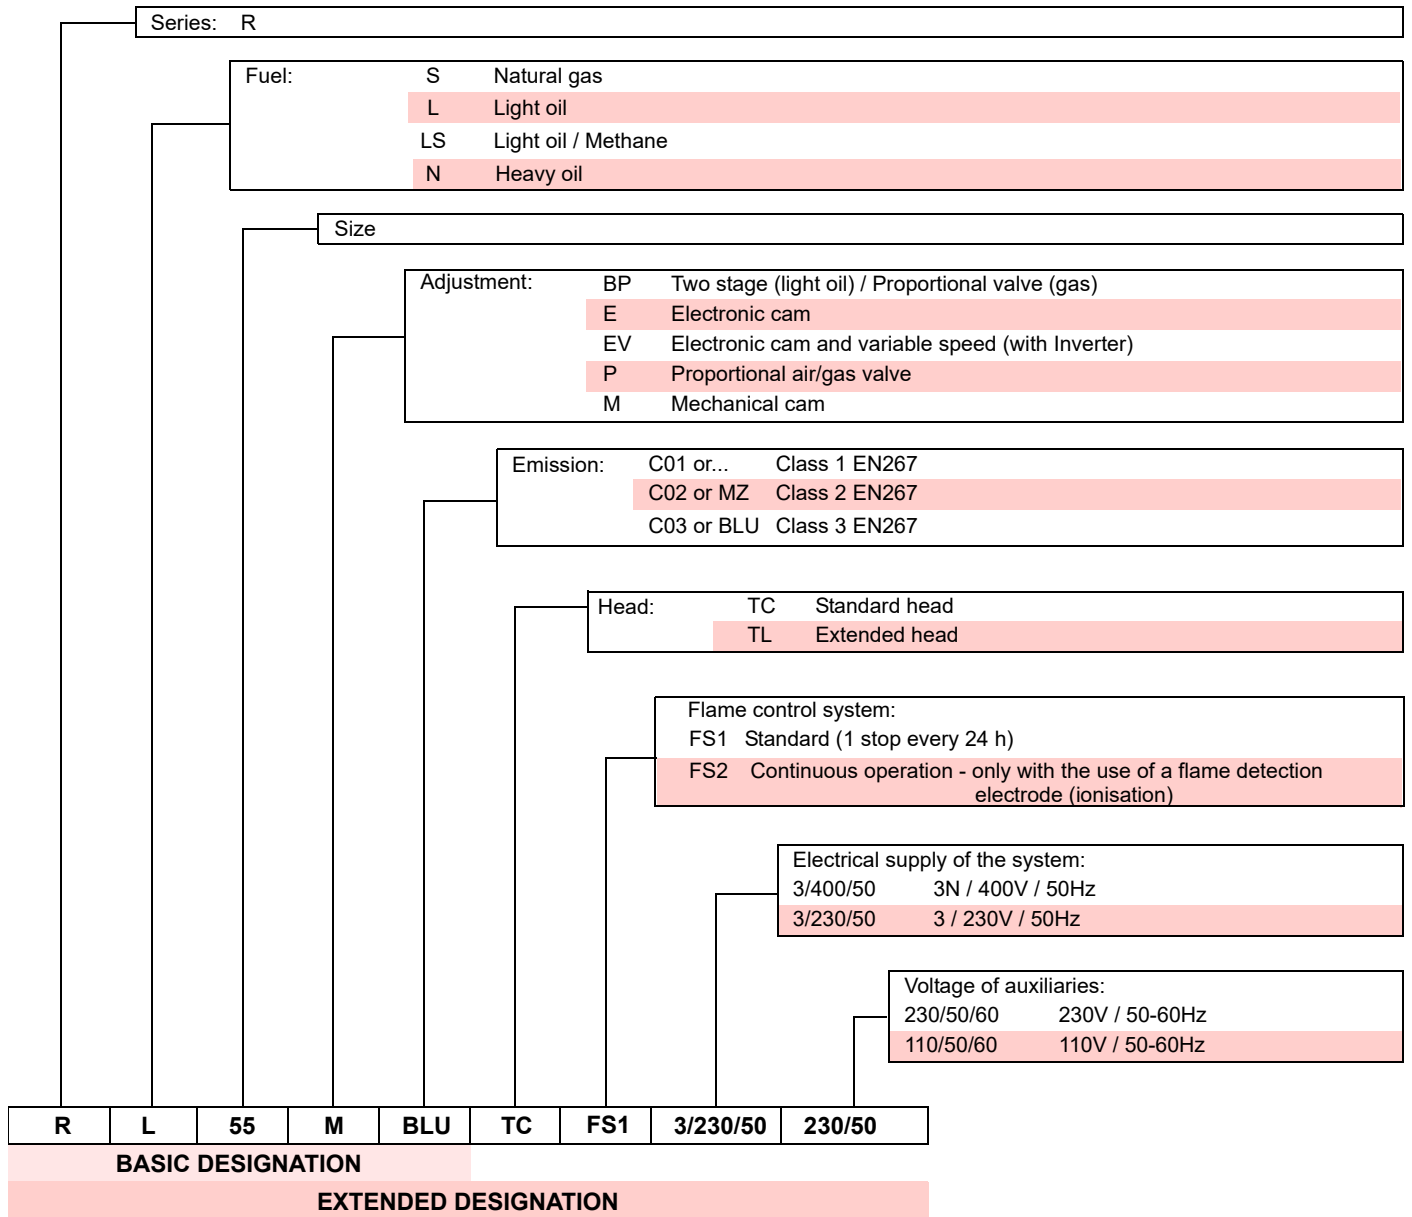 Series: R
Fuel: S Natural gas
L Light oil
LS Light oil / Methane
N Heavy oil
Size
Adjustment: BP Two stage (light oil) / Proportional valve (gas)
E Electronic cam
EV Electronic cam and variable speed (with Inverter)
P Proportional air/gas valve
M Mechanical cam
Emission: C01 or... Class 1 EN267
C02 or MZ Class 2 EN267
C03 or BLU Class 3 EN267
Head: TC Standard head
TL Extended head
Flame control system:
FS1 Standard (1 stop every 24 h)
FS2 Continuous operation - only with the use of a flame detection
electrode (ionisation)
Electrical supply of the system:
3/400/50 3N / 400V / 50Hz
3/230/50 3 / 230V / 50Hz
Voltage of auxiliaries:
230/50/60 230V / 50-60Hz
110/50/60 110V / 50-60Hz
R L 55 M BLU TC FS1 3/230/50 230/50
BASIC DESIGNATION
EXTENDED DESIGNATION